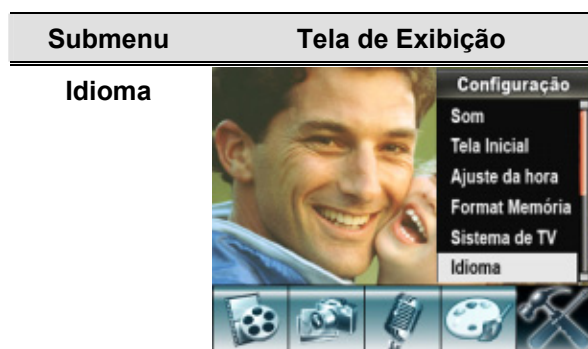 Submenu Tela de Exibição
Idioma
Configuração
Som
Tela Inicial
Ajuste da hora
Format Memória
Sistema de TV
Idioma